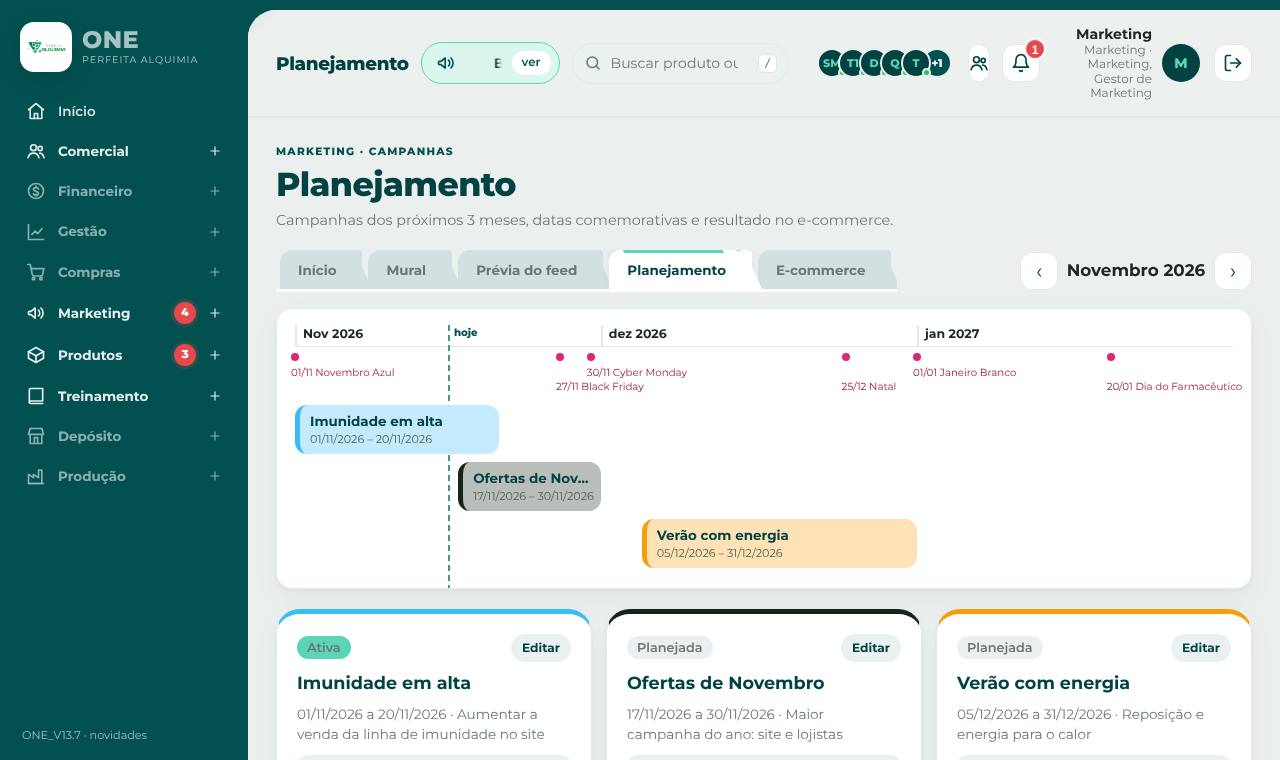 ONE
PERFEITA ALQUIMIA
Início
Comercial +
Financeiro +
Gestão +
Compras +
Marketing 4 +
Produtos 3 +
Treinamento +
Depósito +
Produção +
ONE_V13.7 · novidades
Planejamento
ver
Buscar produto ou
/
SM T1 D Q T +1
1
Marketing
Marketing ·
Marketing,
Gestor de
Marketing
M
MARKETING · CAMPANHAS
Planejamento
Campanhas dos próximos 3 meses, datas comemorativas e resultado no e-commerce.
Início Mural Prévia do feed Planejamento E-commerce
‹ Novembro 2026 ›
Nov 2026 hoje dez 2026 jan 2027
01/11 Novembro Azul 30/11 Cyber Monday 01/01 Janeiro Branco
27/11 Black Friday 25/12 Natal 20/01 Dia do Farmacêutico
Imunidade em alta
01/11/2026 – 20/11/2026
Ofertas de Nov...
17/11/2026 – 30/11/2026
Verão com energia
05/12/2026 – 31/12/2026
Ativa Editar
Imunidade em alta
01/11/2026 a 20/11/2026 · Aumentar a
venda da linha de imunidade no site
Planejada Editar
Ofertas de Novembro
17/11/2026 a 30/11/2026 · Maior
campanha do ano: site e lojistas
Planejada Editar
Verão com energia
05/12/2026 a 31/12/2026 · Reposição e
energia para o calor